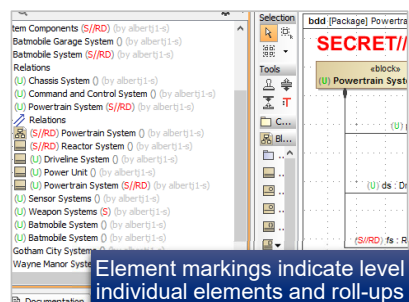 Selection
bdd [Package] Powertra
tem Components (S//RD) (by albertj1-s)
Batmobile Garage System () (by albertj1-s)
Batmobile System (S//RD) (by albertj1-s)
Relations
(U) Chassis System () (by albertj1-s)
(U) Command and Control System () (by albertj1-s)
(U) Powertrain System (S//RD) (by albertj1-s)
Relations
(S//RD) Powertrain System () (by albertj1-s)
(S//RD) Reactor System () (by albertj1-s)
(U) Driveline System () (by albertj1-s)
(U) Power Unit () (by albertj1-s)
(U) Powertrain System (S//RD) (by albertj1-s)
(U) Sensor Systems () (by albertj1-s)
(U) Weapon Systems (S) () (by albertj1-s)
(U) Batmobile System () (by albertj1-s)
(U) Batmobile System () (by albertj1-s)
Gotham City Systems () (by albertj1-s)
Wayne Manor Syste
Documentation
Tools
C...
Bl...
SECRET//
«block»
(U) Powertrain Syst
(U)
(U) ds : Dr
(S//RD) fs : R
Element markings indicate level
individual elements and roll-ups